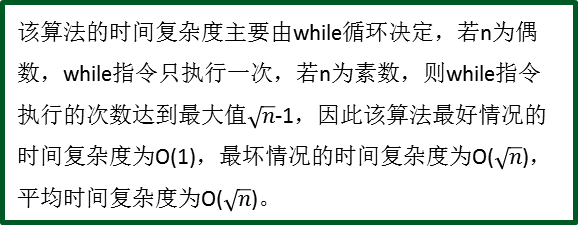 该算法的时间复杂度主要由while循环决定，若n为偶
数，while指令只执行一次，若n为素数，则while指令
执行的次数达到最大值√n-1，因此该算法最好情况的
时间复杂度为O(1)，最坏情况的时间复杂度为O(√n)，
平均时间复杂度为O(√n)。